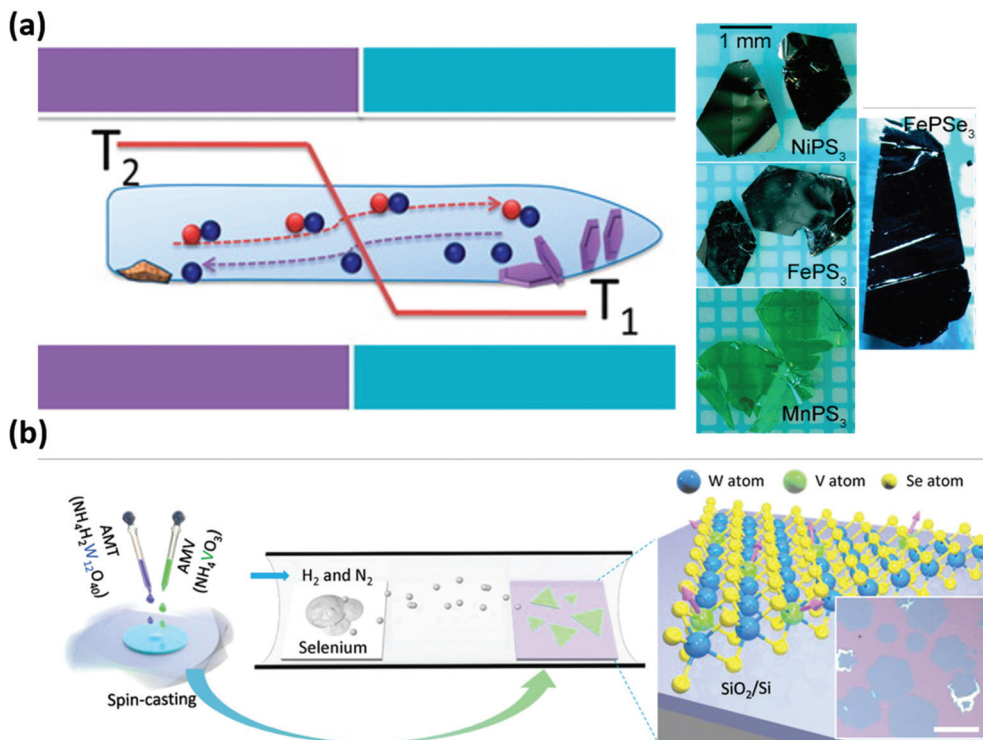 (a)
T₂
T₁
1 mm
NiPS₃
FePS₃
MnPS₃
FePSe₃
(b)
AMT
(NH₄H₂W₁₂O₄₀)
AMV
(NH₄VO₃)
Spin-casting
H₂ and N₂
Selenium
W atom V atom Se atom
SiO₂/Si